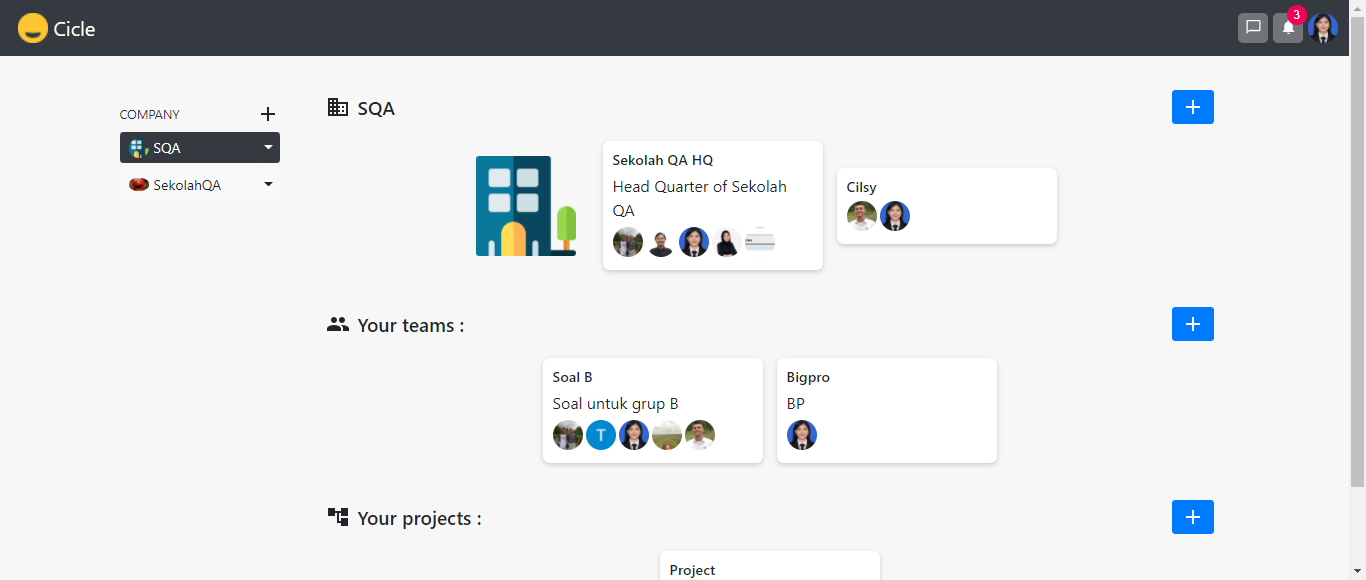 Cicle
3
COMPANY
SQA
SekolahQA
SQA
Sekolah QA HQ
Head Quarter of Sekolah
QA
Cilsy
Your teams :
Soal B
Soal untuk grup B
T
Bigpro
BP
Your projects :
Project